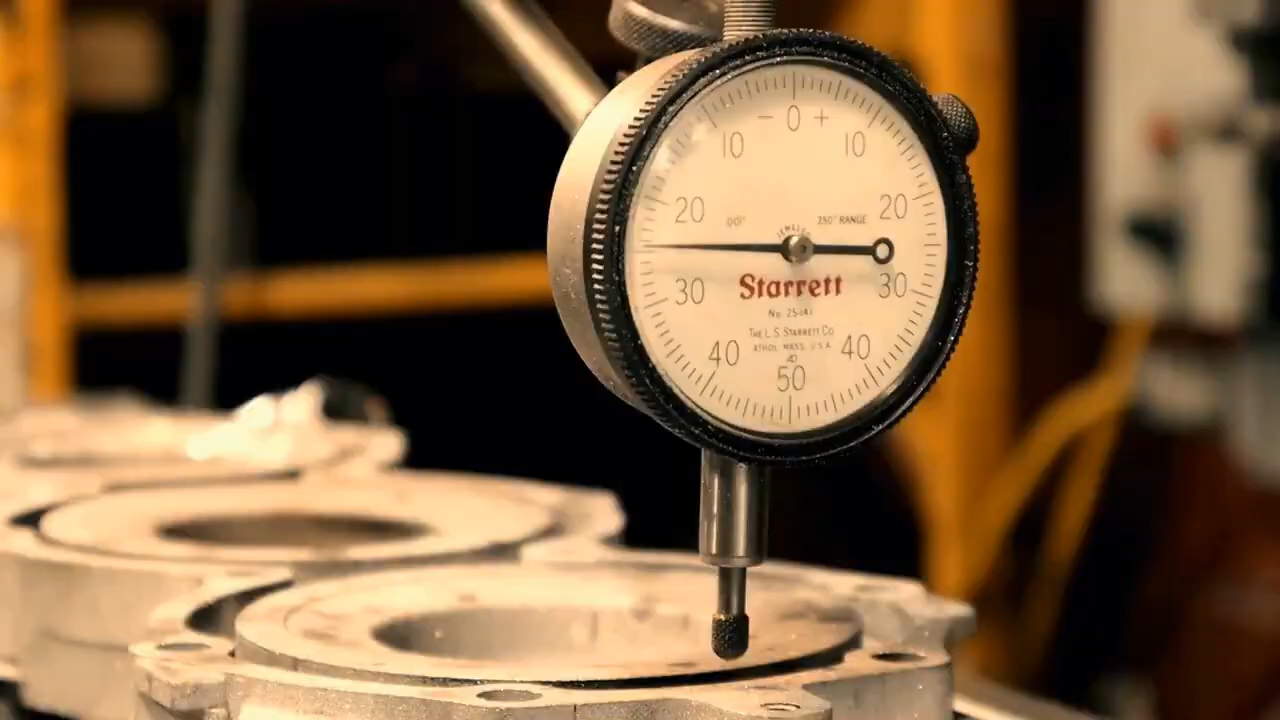 - 0 +
10 10
20 20
.001" .250" RANGE
JEWELED
Starrett
30 30
No. 25-141
THE L.S. STARRETT CO.
ATHOL, MASS. U.S.A.
40 40
50